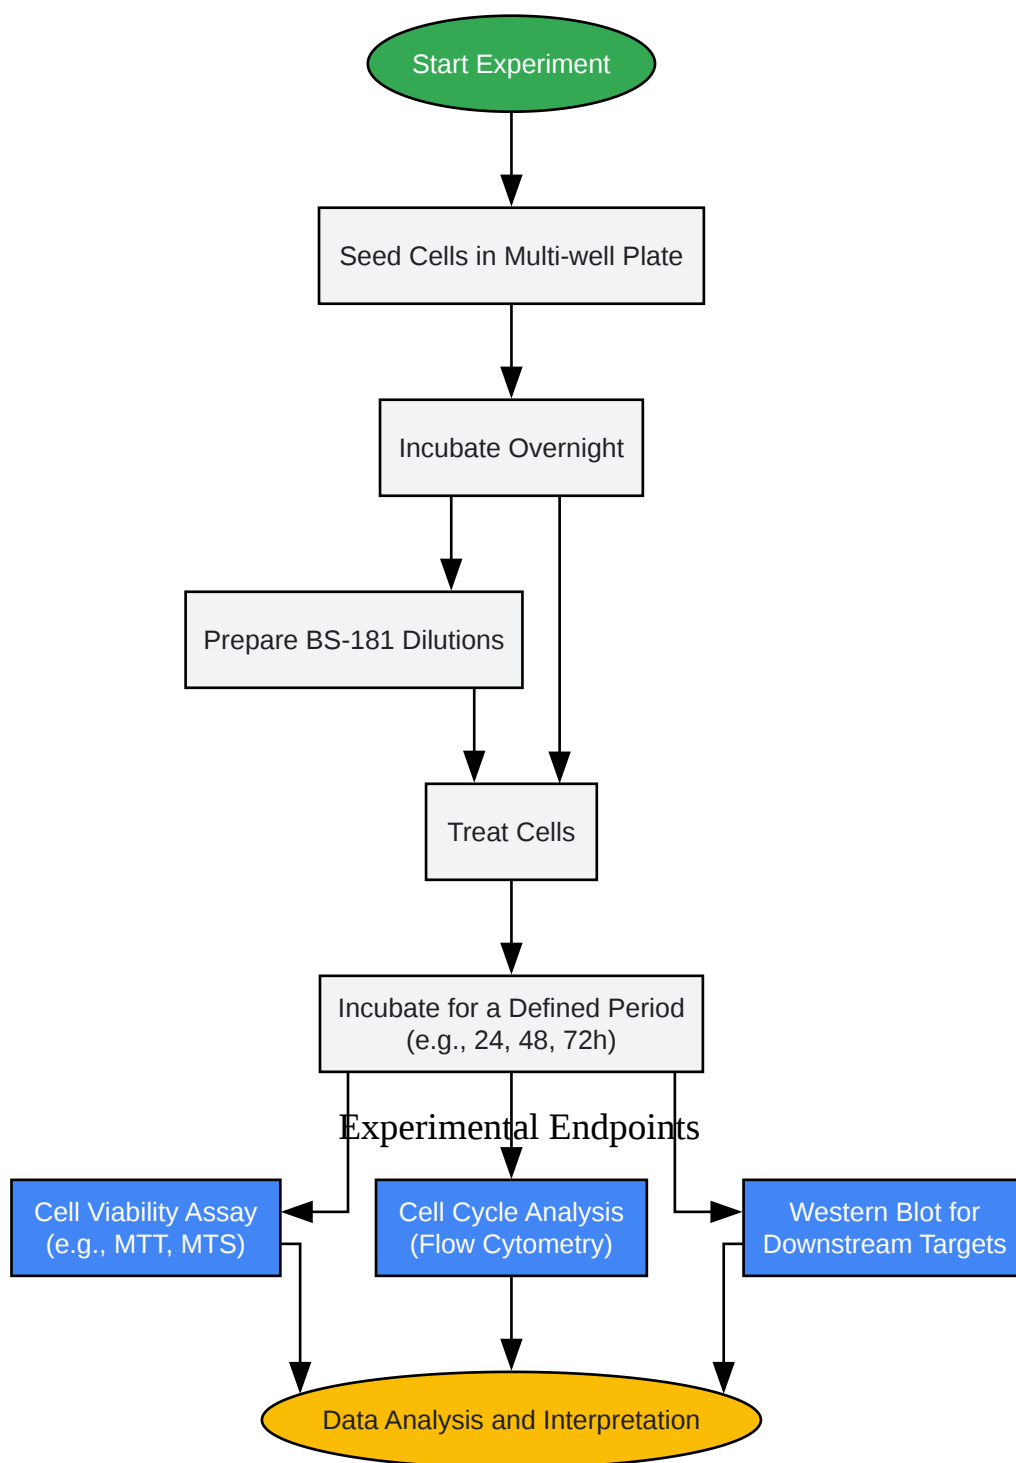 Start Experiment
Seed Cells in Multi-well Plate
Incubate Overnight
Prepare BS-181 Dilutions
Treat Cells
Incubate for a Defined Period
(e.g., 24, 48, 72h)
Experimental Endpoints
Cell Viability Assay
(e.g., MTT, MTS)
Cell Cycle Analysis
(Flow Cytometry)
Western Blot for
Downstream Targets
Data Analysis and Interpretation